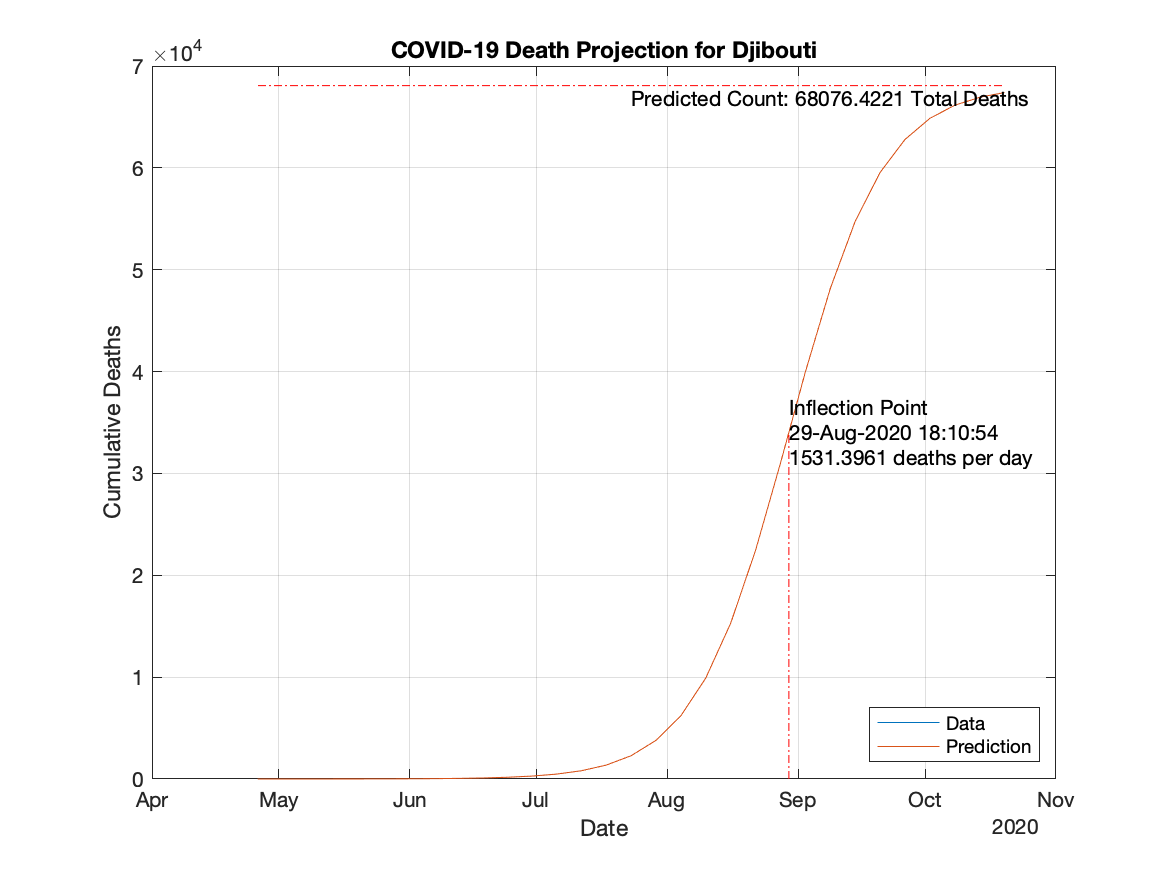 COVID-19 Death Projection for Djibouti
×10⁴
7
6
5
4
3
2
1
0
Cumulative Deaths
Predicted Count: 68076.4221 Total Deaths
Inflection Point
29-Aug-2020 18:10:54
1531.3961 deaths per day
Data
Prediction
Apr May Jun Jul Aug Sep Oct Nov
Date
2020